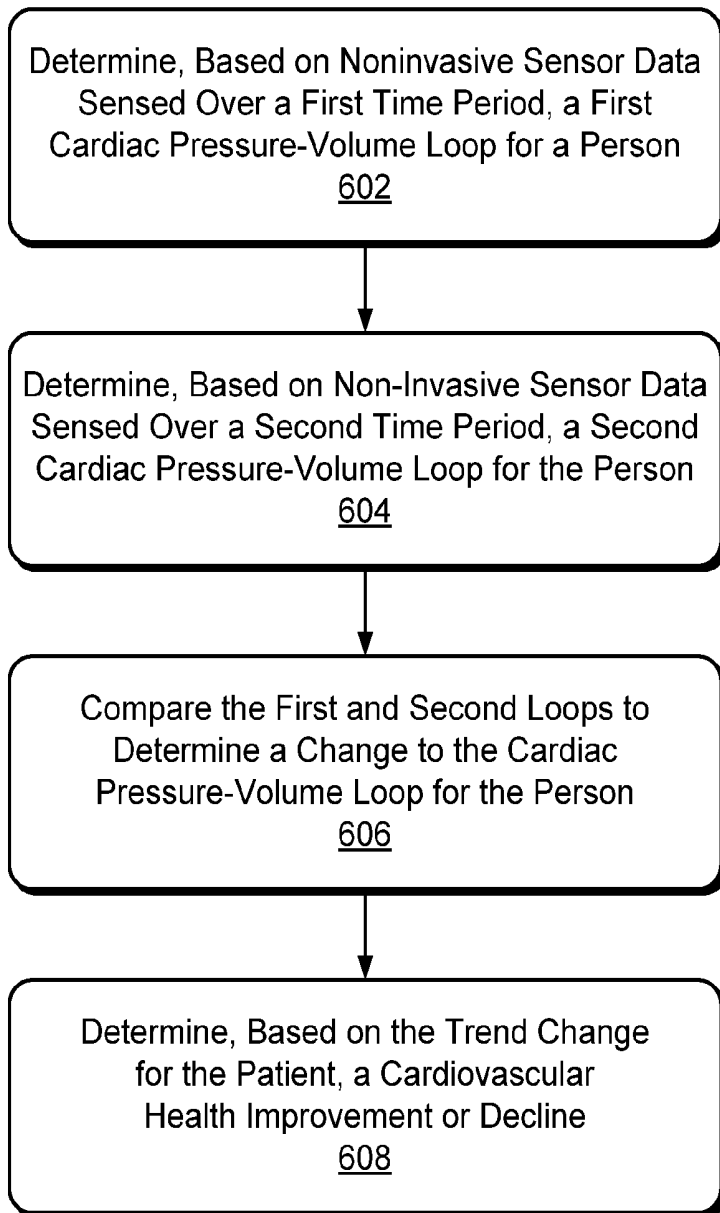 Determine, Based on Noninvasive Sensor Data
Sensed Over a First Time Period, a First
Cardiac Pressure-Volume Loop for a Person
602
Determine, Based on Non-Invasive Sensor Data
Sensed Over a Second Time Period, a Second
Cardiac Pressure-Volume Loop for the Person
604
Compare the First and Second Loops to
Determine a Change to the Cardiac
Pressure-Volume Loop for the Person
606
Determine, Based on the Trend Change
for the Patient, a Cardiovascular
Health Improvement or Decline
608